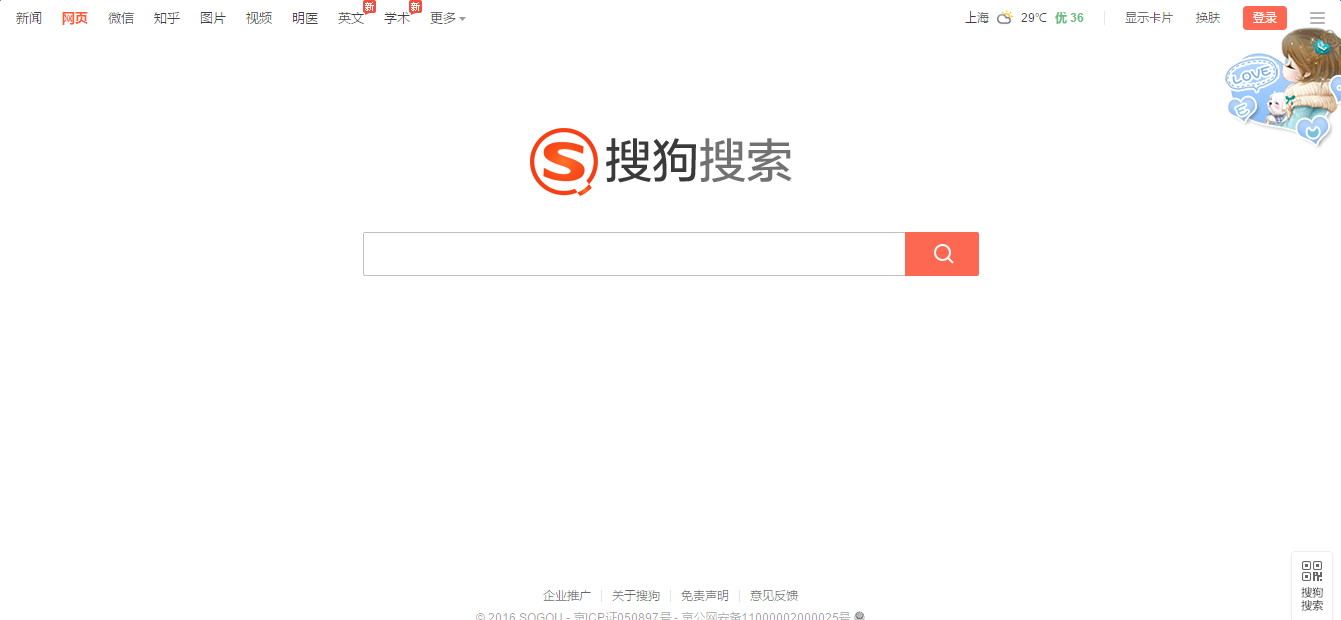 新闻 网页 微信 知乎 图片 视频 明医 英文 新 学术 新 更多 上海 29℃ 优 36 显示卡片 换肤 登录
LOVE
搜狗搜索
搜狗
搜索
企业推广 关于搜狗 免责声明 意见反馈
© 2016 SOGOU - 京ICP证050897号 - 京公网安备11000002000025号